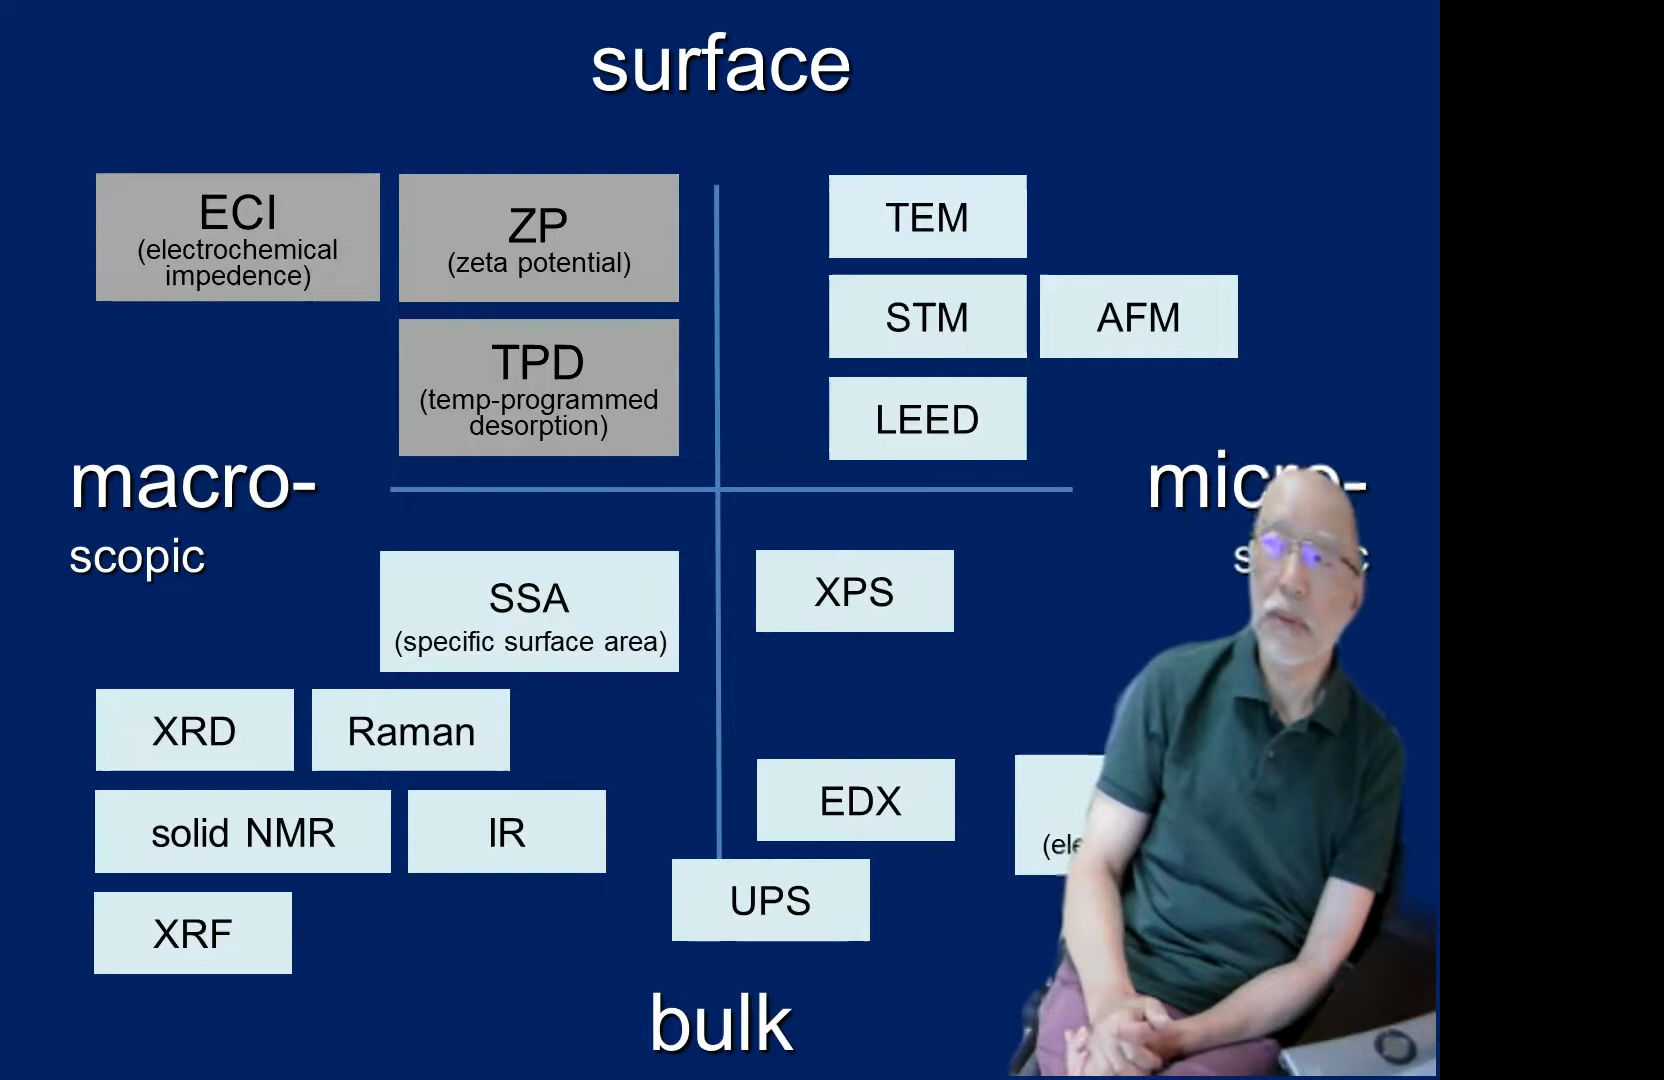 surface
ECI
(electrochemical
impedence)
ZP
(zeta potential)
TPD
(temp-programmed
desorption)
TEM
STM
AFM
LEED
macro-
scopic
SSA
(specific surface area)
XPS
XRD
Raman
EDX
solid NMR
IR
UPS
XRF
bulk